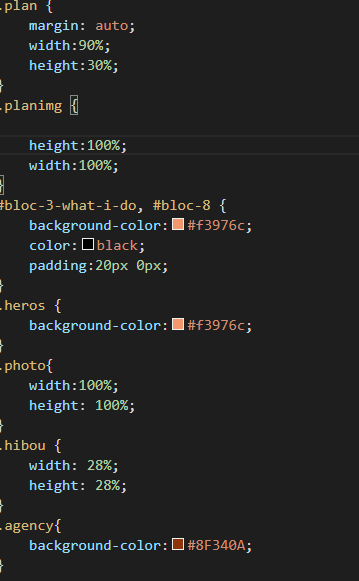 .plan {
margin: auto;
width:90%;
height:30%;
}
.planimg {
height:100%;
width:100%;
}
#bloc-3-what-i-do, #bloc-8 {
background-color:#f3976c;
color:black;
padding:20px 0px;
}
.heros {
background-color:#f3976c;
}
.photo{
width:100%;
height: 100%;
}
.hibou {
width: 28%;
height: 28%;
}
.agency{
background-color:#8F340A;
}